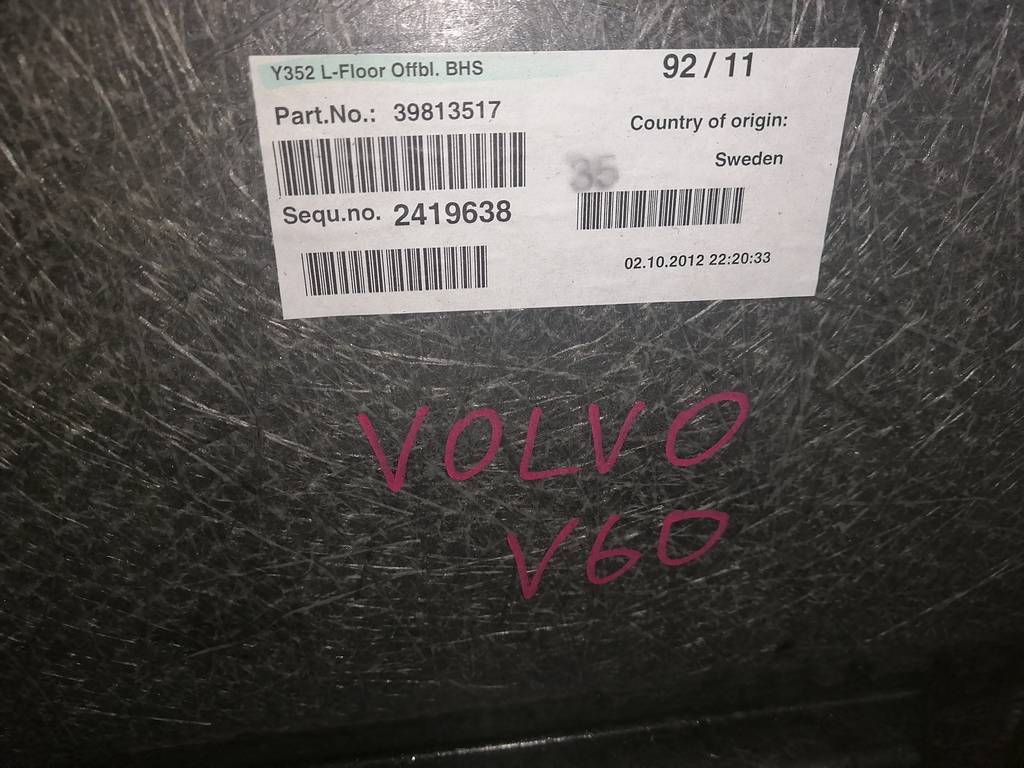 Y352 L-Floor Offbl. BHS
92 / 11
Part.No.: 39813517
Country of origin:
Sweden
35
Sequ.no. 2419638
02.10.2012 22:20:33
VOLVO
V60